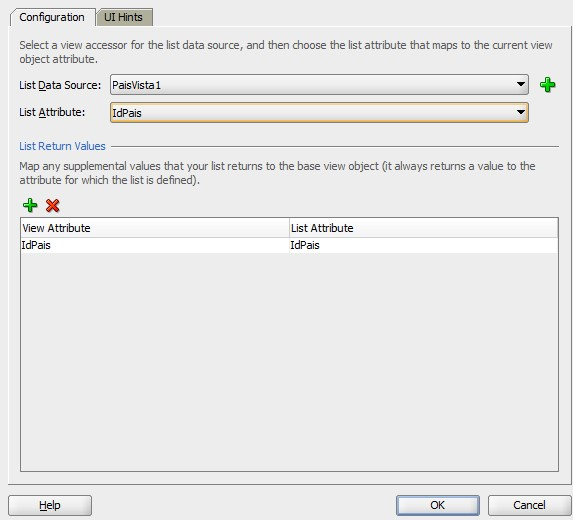 Configuration UI Hints
Select a view accessor for the list data source, and then choose the list attribute that maps to the current view
object attribute.
List Data Source: PaisVista1
List Attribute: IdPais
List Return Values
Map any supplemental values that your list returns to the base view object (it always returns a value to the
attribute for which the list is defined).
View Attribute List Attribute
IdPais IdPais
Help OK Cancel